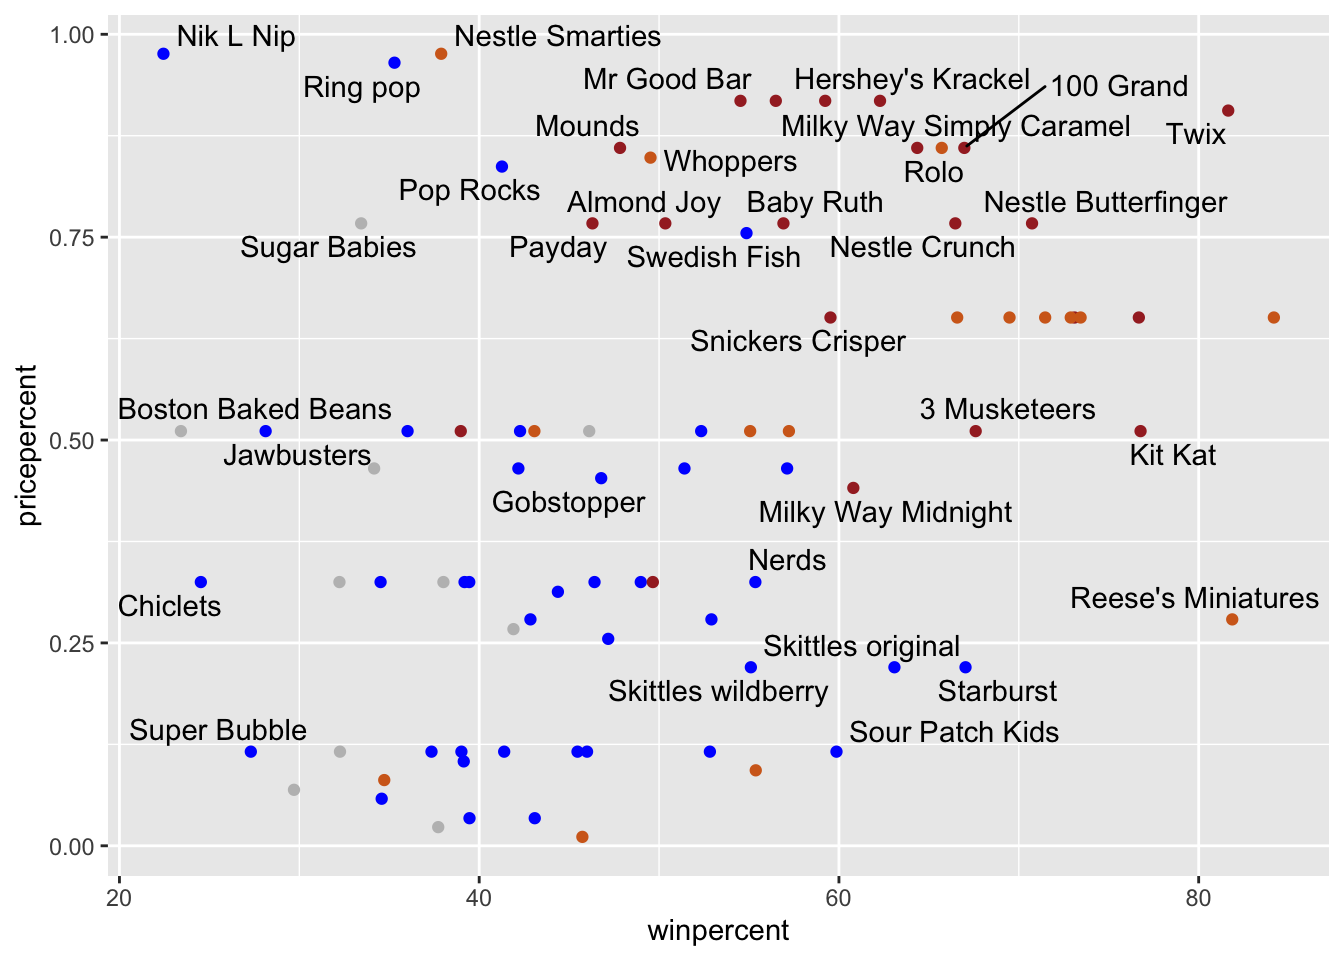 1.00
Nik L Nip
Nestle Smarties
Ring pop
Mr Good Bar
Hershey's Krackel
100 Grand
Mounds
Milky Way Simply Caramel
Twix
Whoppers
Rolo
Pop Rocks
Almond Joy
Baby Ruth
Nestle Butterfinger
0.75
Sugar Babies
Payday
Swedish Fish
Nestle Crunch
Snickers Crisper
Boston Baked Beans
3 Musketeers
0.50
Jawbusters
Kit Kat
Gobstopper
Milky Way Midnight
pricepercent
Nerds
Chiclets
Reese's Miniatures
0.25
Skittles original
Skittles wildberry
Starburst
Super Bubble
Sour Patch Kids
0.00
20
40
60
80
winpercent